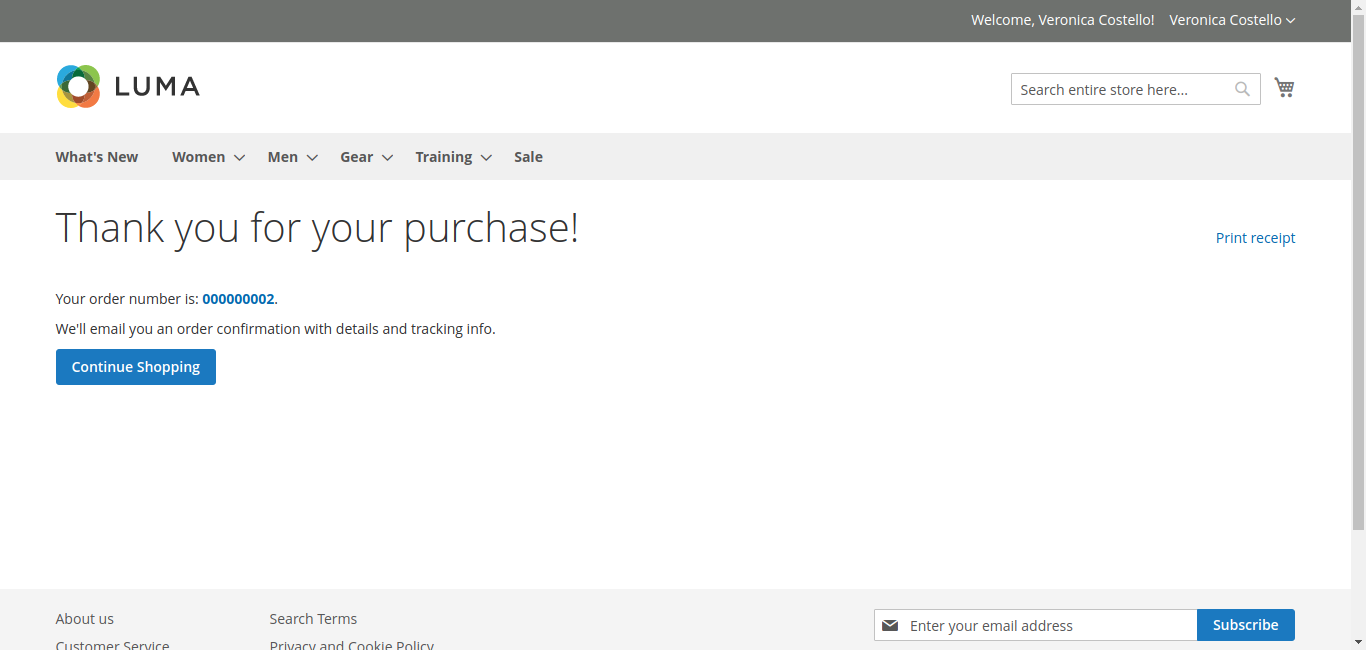 Welcome, Veronica Costello! Veronica Costello
LUMA
Search entire store here...
What's New Women Men Gear Training Sale
Thank you for your purchase!
Print receipt
Your order number is: 000000002.
We'll email you an order confirmation with details and tracking info.
Continue Shopping
About us Search Terms
Enter your email address Subscribe
Customer Service Privacy and Cookie Policy